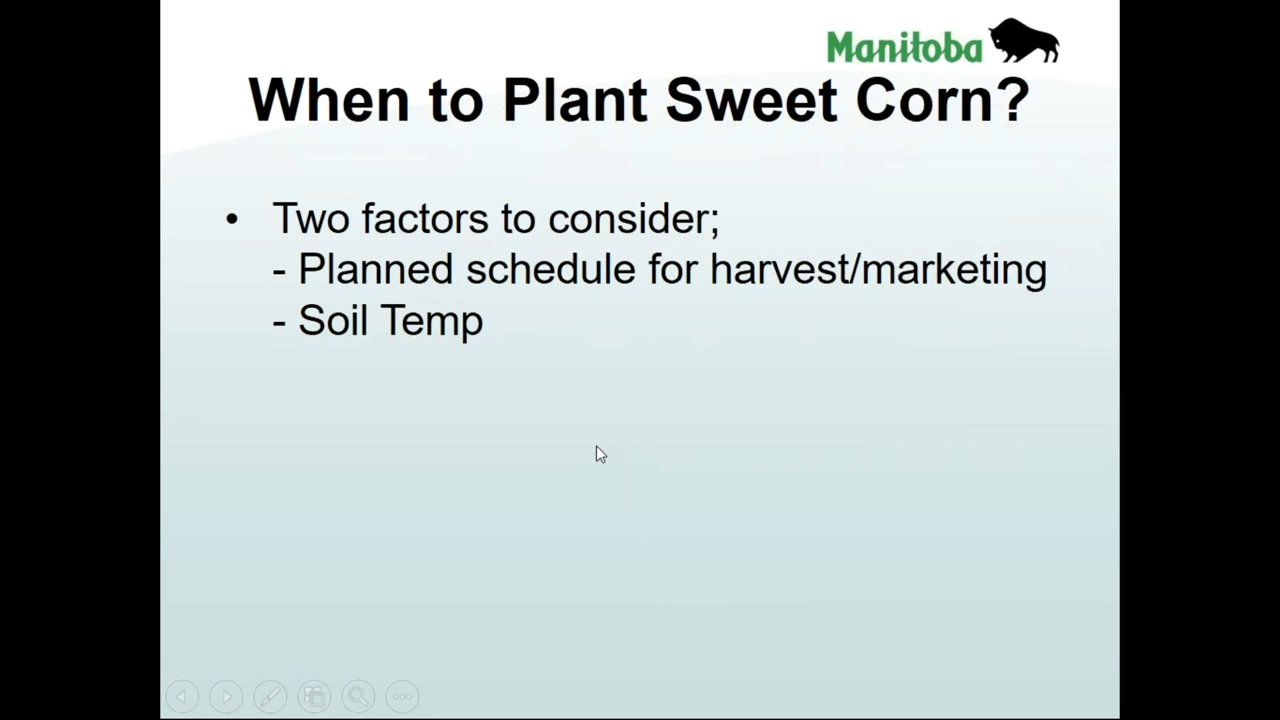 Manitoba
When to Plant Sweet Corn?
• Two factors to consider;
- Planned schedule for harvest/marketing
- Soil Temp